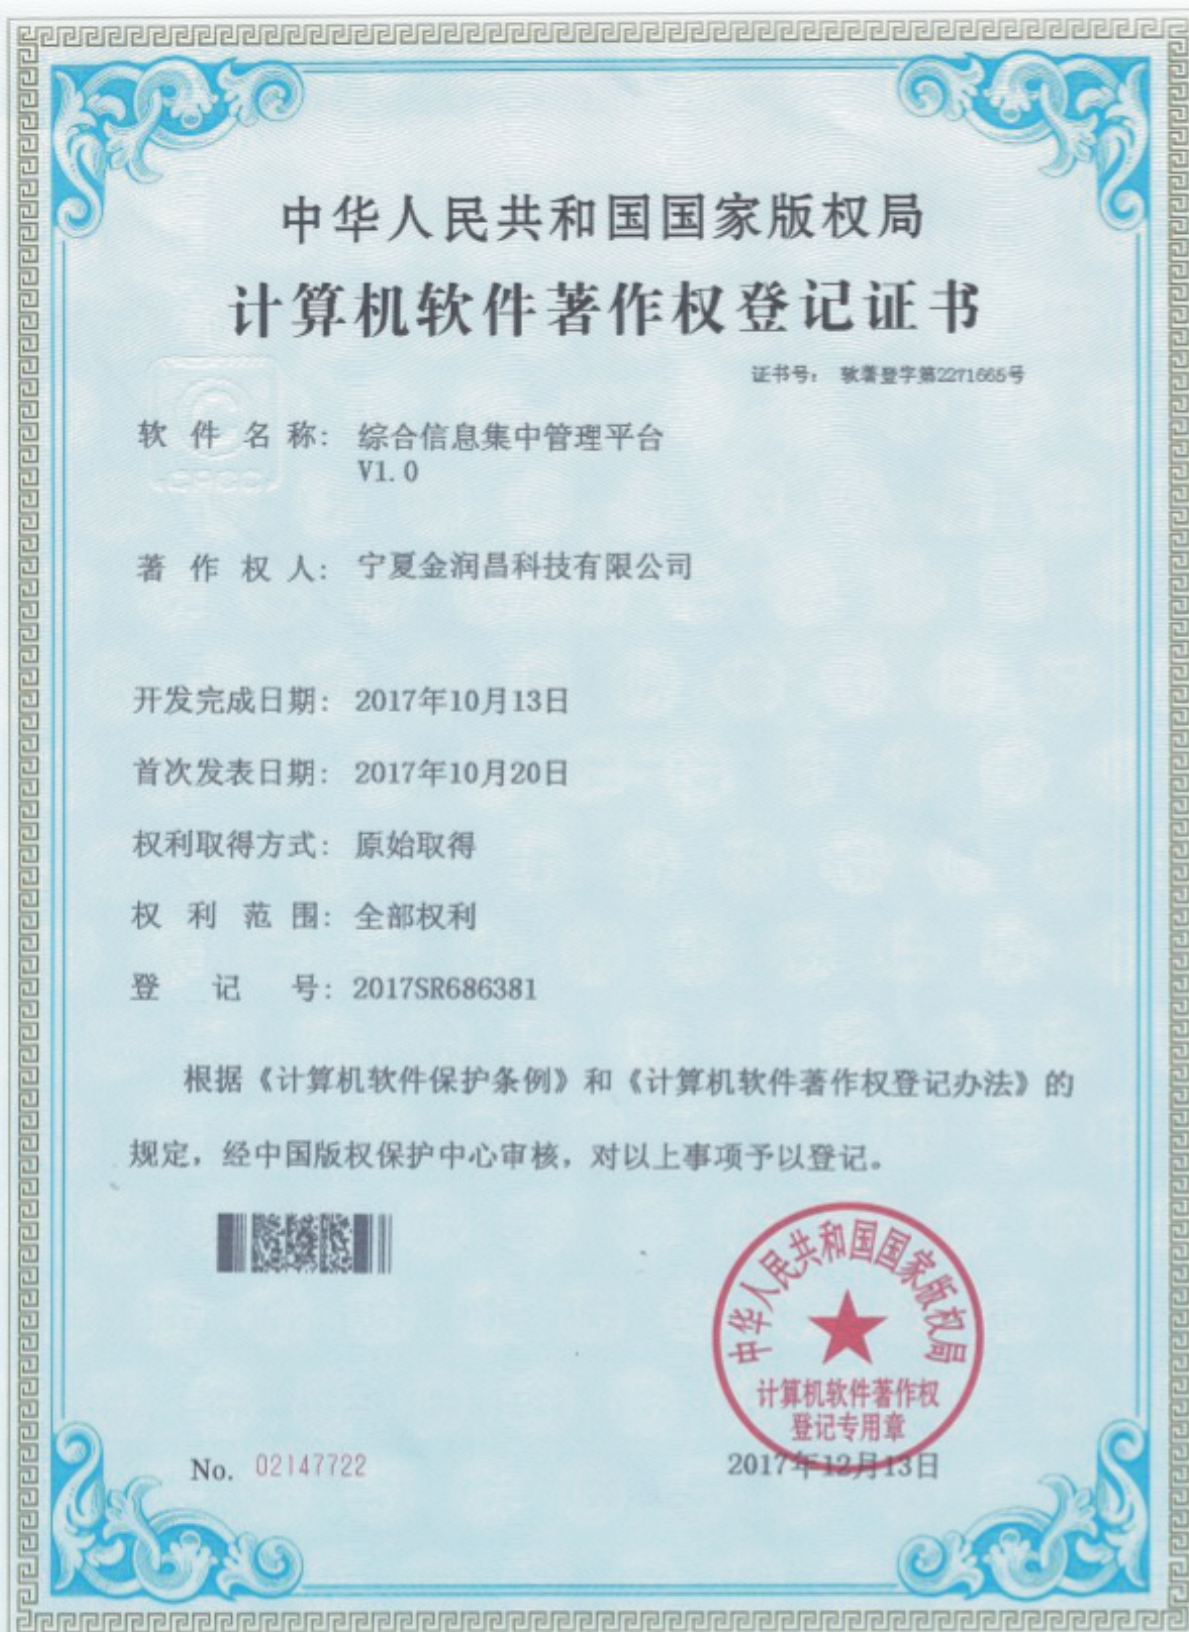 中华人民共和国国家版权局
计算机软件著作权登记证书
证书号: 软著登字第2271665号
软件名称: 综合信息集中管理平台
V1.0
著作权人: 宁夏金润昌科技有限公司
开发完成日期: 2017年10月13日
首次发表日期: 2017年10月20日
权利取得方式: 原始取得
权利范围: 全部权利
登记号: 2017SR686381
根据《计算机软件保护条例》和《计算机软件著作权登记办法》的
规定，经中国版权保护中心审核，对以上事项予以登记。
中华人民共和国国家版权局
计算机软件著作权
登记专用章
No. 02147722
2017年12月13日